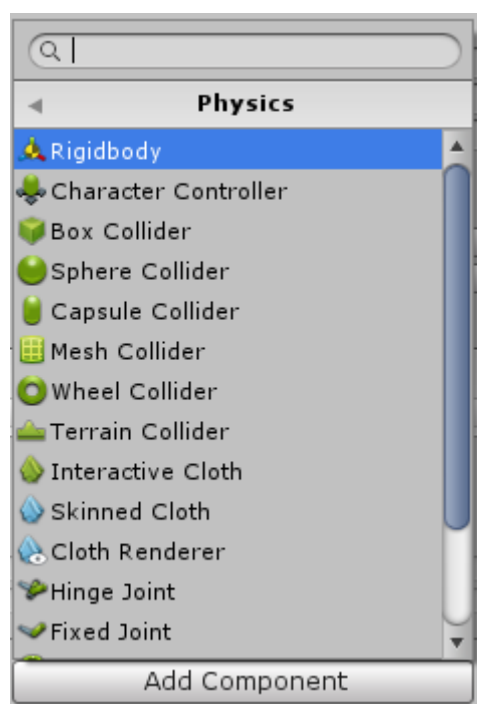 Physics
Rigidbody
Character Controller
Box Collider
Sphere Collider
Capsule Collider
Mesh Collider
Wheel Collider
Terrain Collider
Interactive Cloth
Skinned Cloth
Cloth Renderer
Hinge Joint
Fixed Joint
Add Component